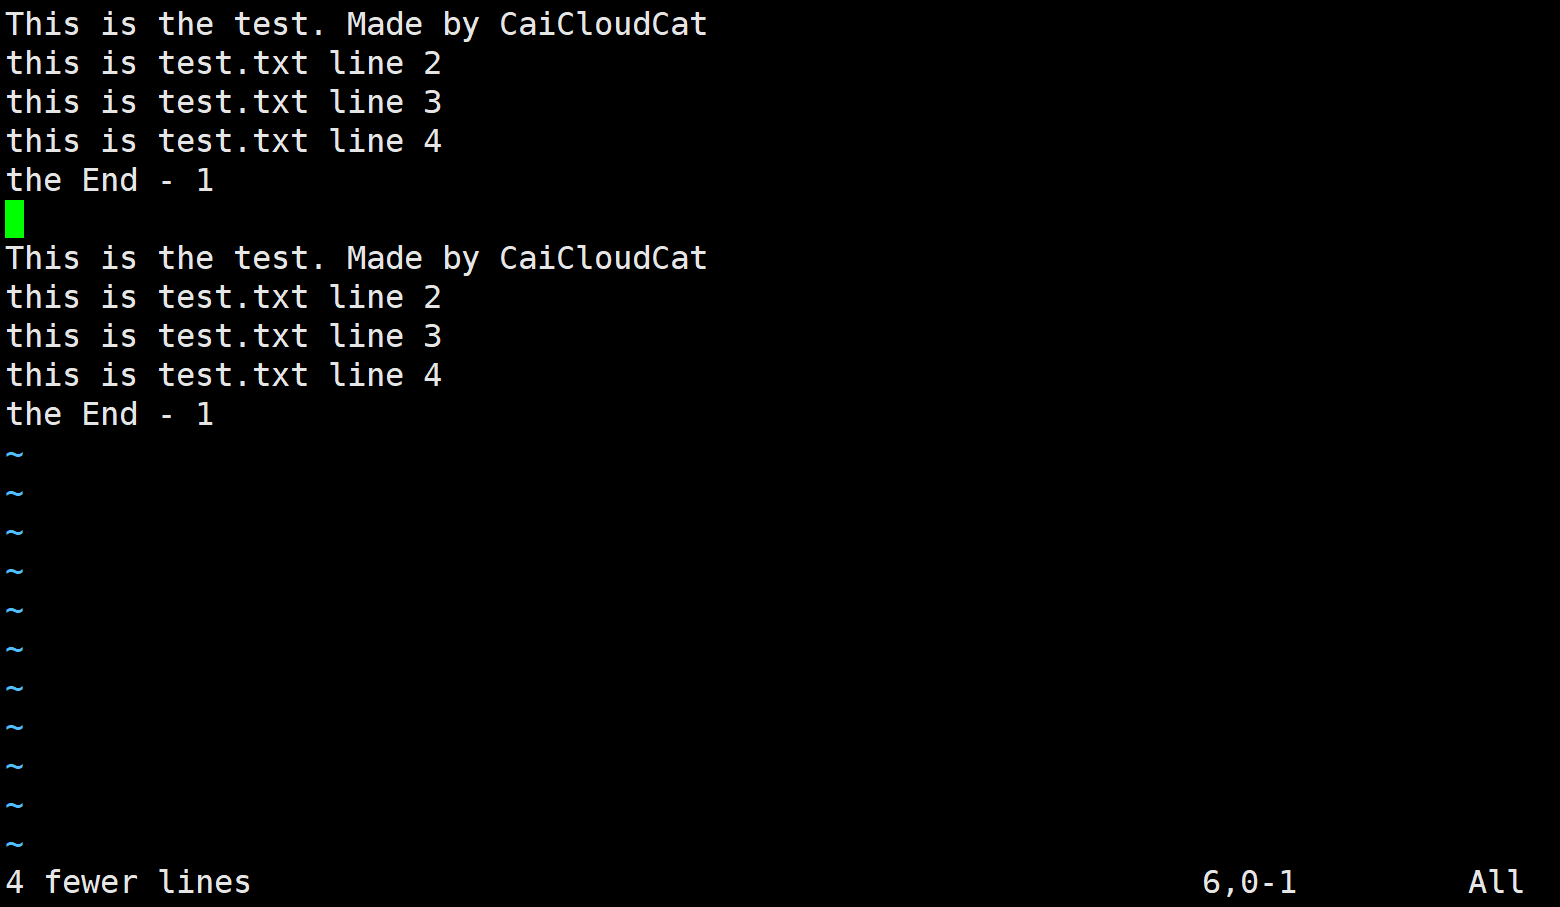 This is the test. Made by CaiCloudCat
this is test.txt line 2
this is test.txt line 3
this is test.txt line 4
the End - 1
This is the test. Made by CaiCloudCat
this is test.txt line 2
this is test.txt line 3
this is test.txt line 4
the End - 1
~
~
~
~
~
~
~
~
~
~
~
4 fewer lines 6,0-1 All